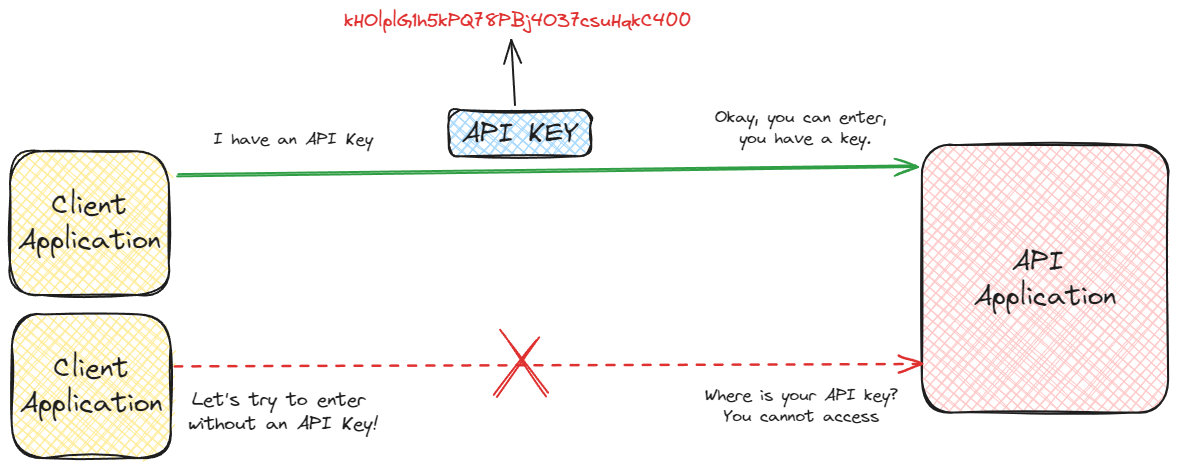 kHOlplG1h5kPQ78PBj4O37csuHqkC400
I have an API Key
API KEY
Okay, you can enter,
you have a key.
Client
Application
API
Application
Client
Application
Let's try to enter
without an API Key!
Where is your API key?
You cannot access